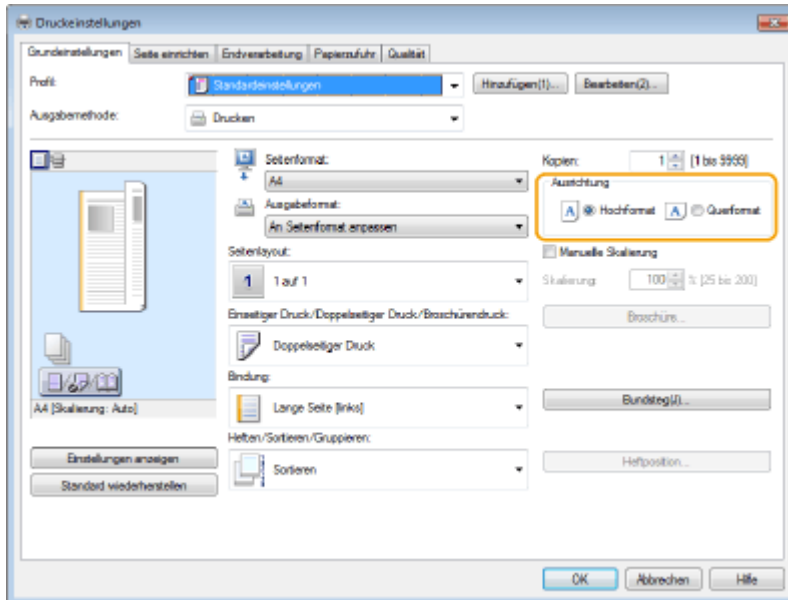 Druckeinstellungen
Grundeinstellungen Seite einrichten Endverarbeitung Papierzufuhr Qualität
Profil: Standardeinstellungen Hinzufügen(1)... Bearbeiten(2)...
Ausgabemethode: Drucken
Seitenformat:
A4
Ausgabeformat:
An Seitenformat anpassen
Seitenlayout:
1 1 auf 1
Einseitiger Druck/Doppelseitiger Druck/Broschürendruck:
Doppelseitiger Druck
Bindung:
Lange Seite [links]
Heften/Sortieren/Gruppieren:
Sortieren
A4 [Skalierung: Auto]
Einstellungen anzeigen
Standard wiederherstellen
Kopien: 1 [1 bis 9999]
Ausrichtung
A Hochformat A Querformat
Manuelle Skalierung
Skalierung: 100 % [25 bis 200]
Broschüre...
Bundsteg(J)...
Heftposition...
OK Abbrechen Hilfe